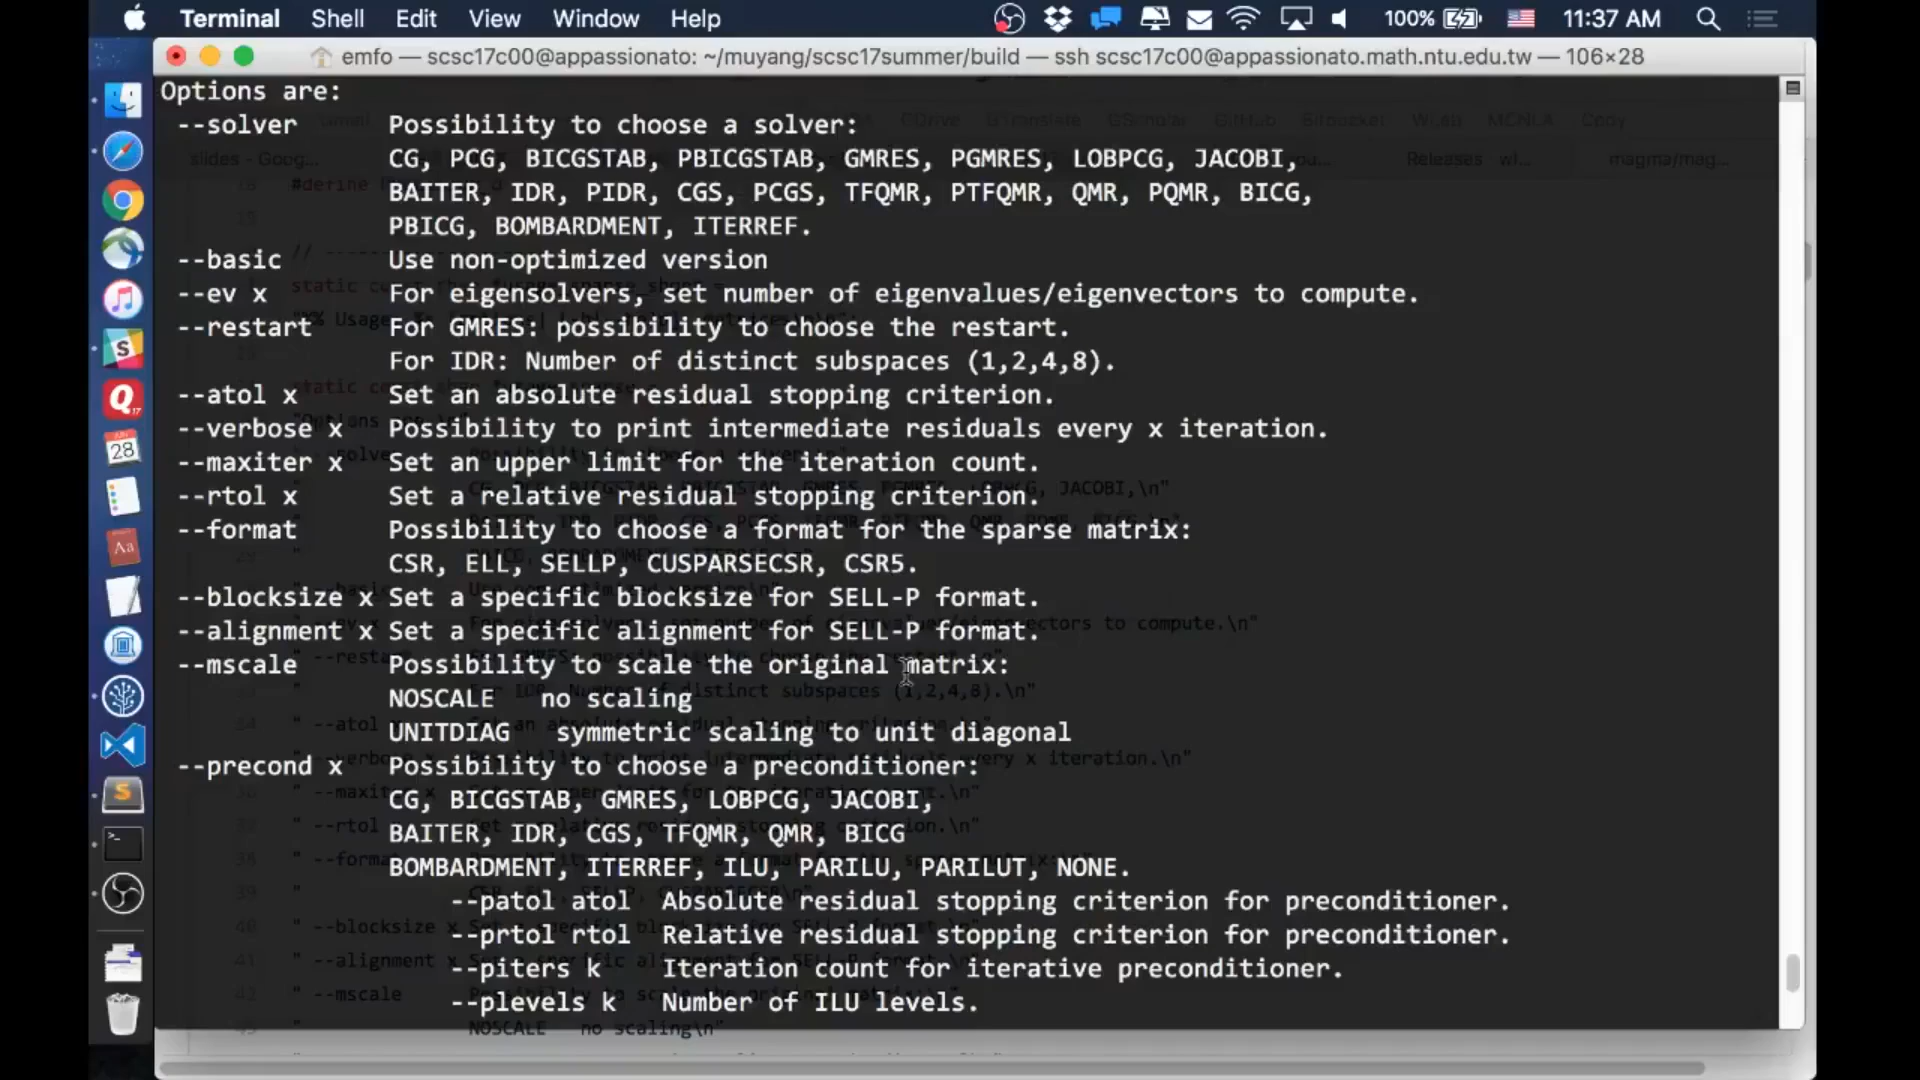 Terminal Shell Edit View Window Help 100% 11:37 AM
emfo — scsc17c00@appassionato: ~/muyang/scsc17summer/build — ssh scsc17c00@appassionato.math.ntu.edu.tw — 106×28
Options are:
--solver Possibility to choose a solver:
CG, PCG, BICGSTAB, PBICGSTAB, GMRES, PGMRES, LOBPCG, JACOBI,
BAITER, IDR, PIDR, CGS, PCGS, TFQMR, PTFQMR, QMR, PQMR, BICG,
PBICG, BOMBARDMENT, ITERREF.
--basic Use non-optimized version
--ev x For eigensolvers, set number of eigenvalues/eigenvectors to compute.
--restart For GMRES: possibility to choose the restart.
For IDR: Number of distinct subspaces (1,2,4,8).
--atol x Set an absolute residual stopping criterion.
--verbose x Possibility to print intermediate residuals every x iteration.
--maxiter x Set an upper limit for the iteration count.
--rtol x Set a relative residual stopping criterion.
--format Possibility to choose a format for the sparse matrix:
CSR, ELL, SELLP, CUSPARSECSR, CSR5.
--blocksize x Set a specific blocksize for SELL-P format.
--alignment x Set a specific alignment for SELL-P format.
--mscale Possibility to scale the original matrix:
NOSCALE no scaling
UNITDIAG symmetric scaling to unit diagonal
--precond x Possibility to choose a preconditioner:
CG, BICGSTAB, GMRES, LOBPCG, JACOBI,
BAITER, IDR, CGS, TFQMR, QMR, BICG
BOMBARDMENT, ITERREF, ILU, PARILU, PARILUT, NONE.
--patol atol Absolute residual stopping criterion for preconditioner.
--prtol rtol Relative residual stopping criterion for preconditioner.
--piters k Iteration count for iterative preconditioner.
--plevels k Number of ILU levels.